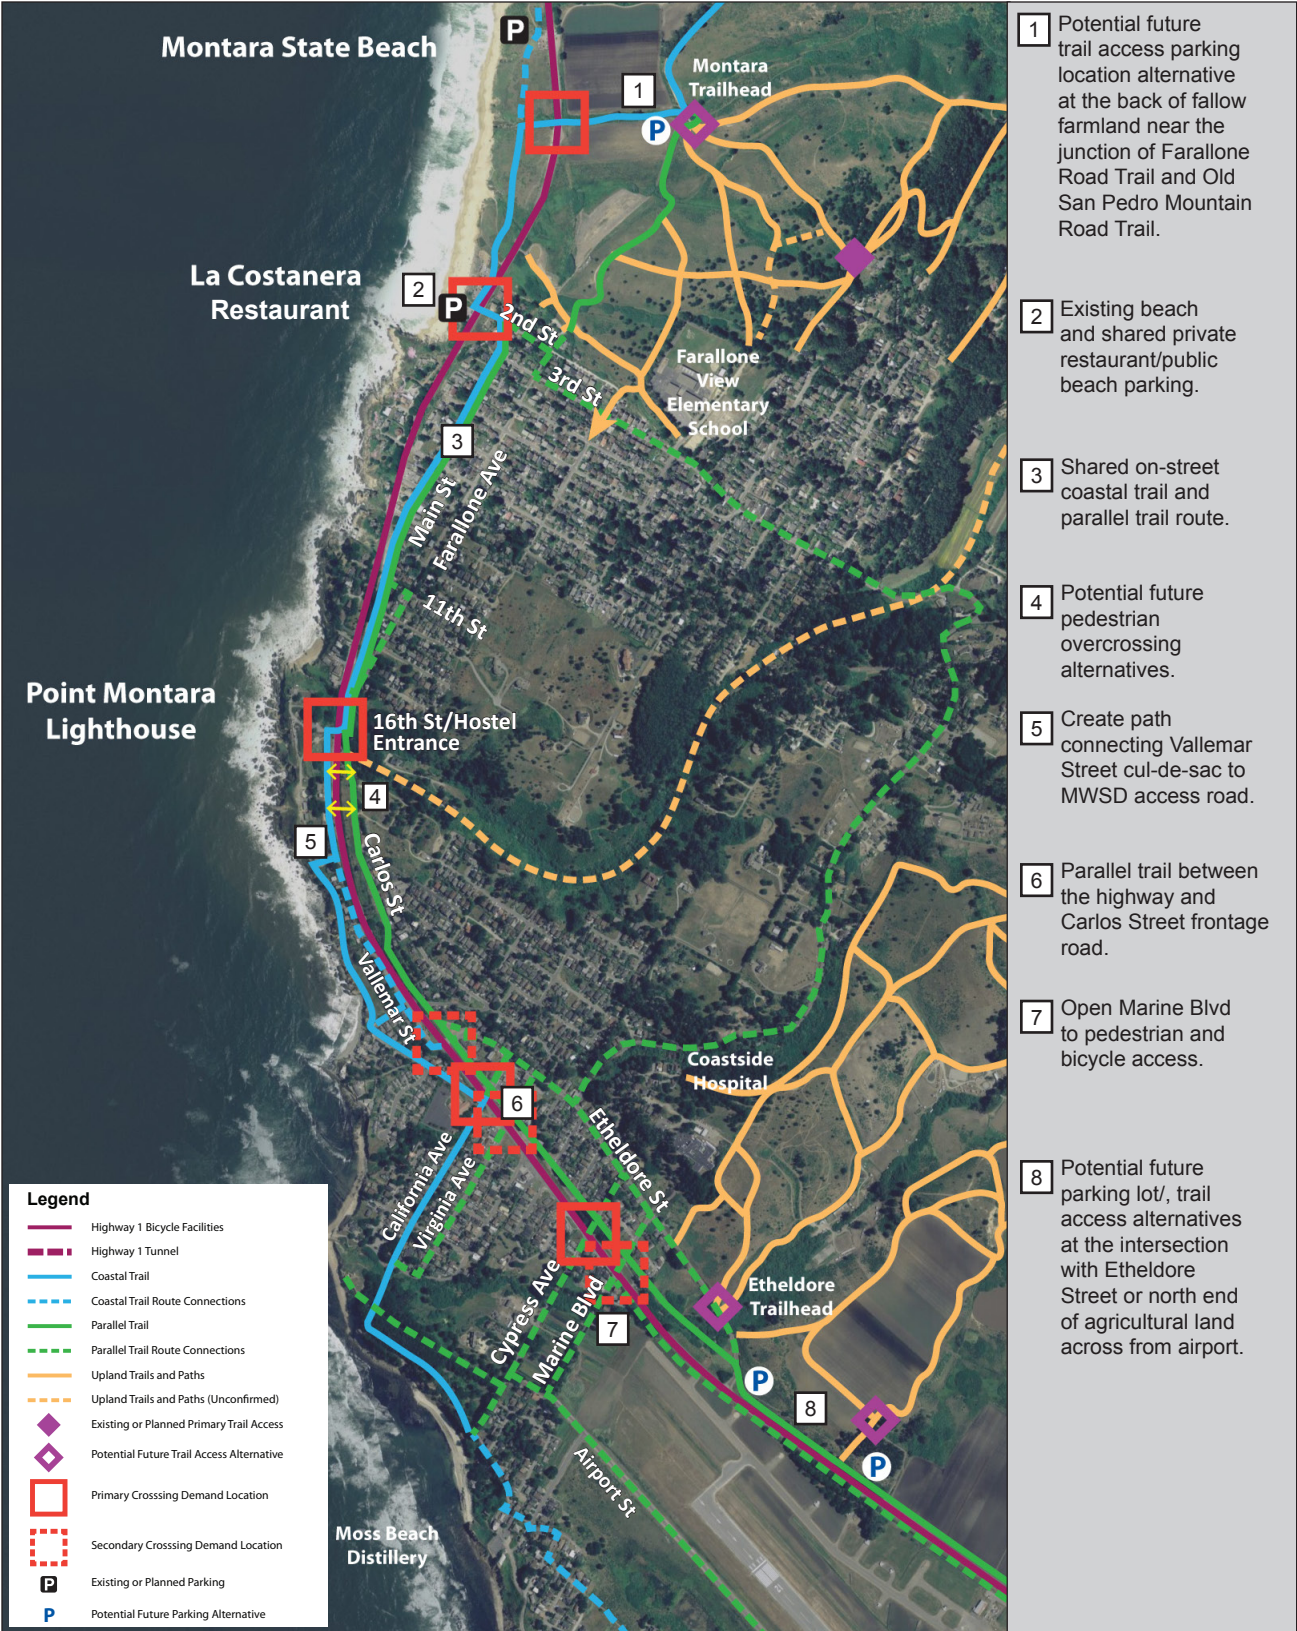 Montara State Beach
P
1
Montara
Trailhead
P
La Costanera
Restaurant
2
P
2nd St
3rd St
Farallone
View
Elementary
School
3
Main St
Farallone Ave
11th St
Point Montara
Lighthouse
16th St/Hostel
Entrance
4
5
Carlos St
Vallemar St
Coastside
Hospital
6
Etheldore St
California Ave
Virginia Ave
Cypress Ave
Marine Blvd
7
Etheldore
Trailhead
P
8
P
Airport St
Moss Beach
Distillery
Legend
Highway 1 Bicycle Facilities
Highway 1 Tunnel
Coastal Trail
Coastal Trail Route Connections
Parallel Trail
Parallel Trail Route Connections
Upland Trails and Paths
Upland Trails and Paths (Unconfirmed)
Existing or Planned Primary Trail Access
Potential Future Trail Access Alternative
Primary Crosssing Demand Location
Secondary Crosssing Demand Location
P Existing or Planned Parking
P Potential Future Parking Alternative
1 Potential future
trail access parking
location alternative
at the back of fallow
farmland near the
junction of Farallone
Road Trail and Old
San Pedro Mountain
Road Trail.
2 Existing beach
and shared private
restaurant/public
beach parking.
3 Shared on-street
coastal trail and
parallel trail route.
4 Potential future
pedestrian
overcrossing
alternatives.
5 Create path
connecting Vallemar
Street cul-de-sac to
MWSD access road.
6 Parallel trail between
the highway and
Carlos Street frontage
road.
7 Open Marine Blvd
to pedestrian and
bicycle access.
8 Potential future
parking lot/, trail
access alternatives
at the intersection
with Etheldore
Street or north end
of agricultural land
across from airport.